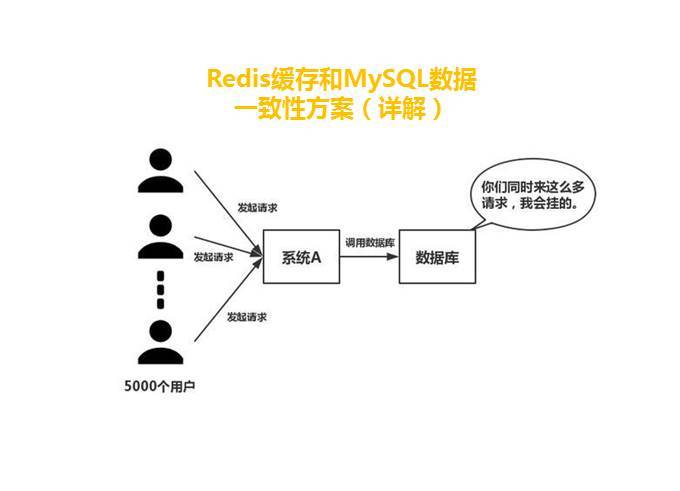 Redis缓存和MySQL数据
一致性方案（详解）
你们同时来这么多
请求，我会挂的。
发起请求
调用数据库
发起请求
系统A
数据库
发起请求
5000个用户